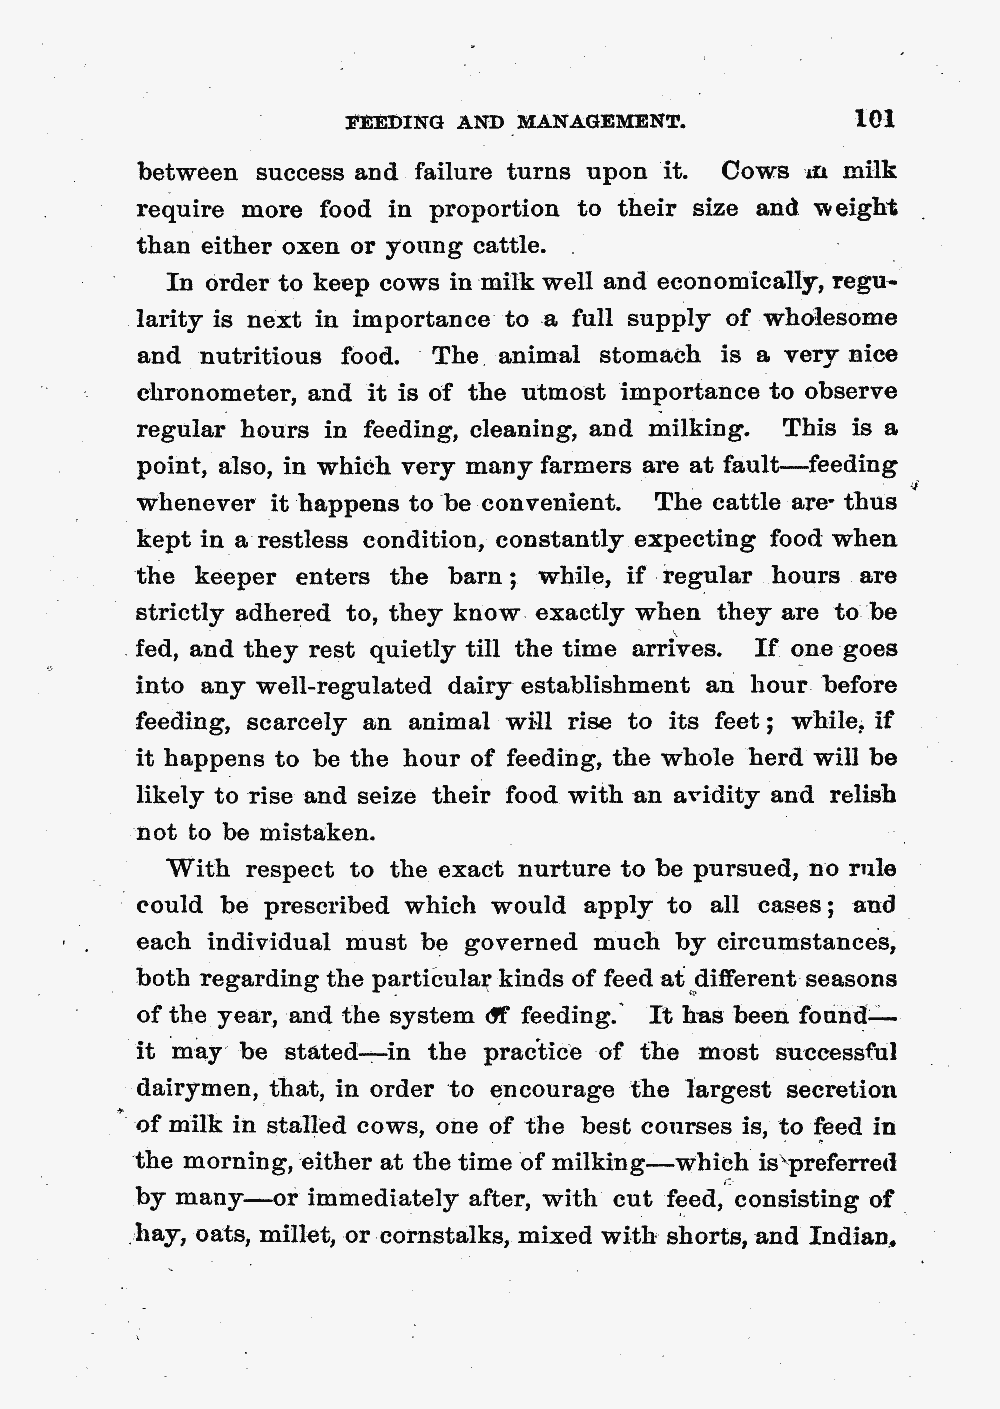 FEEDING AND MANAGEMENT. 101
between success and failure turns upon it. Cows in milk
require more food in proportion to their size and weight
than either oxen or young cattle.
In order to keep cows in milk well and economically, regu-
larity is next in importance to a full supply of wholesome
and nutritious food. The animal stomach is a very nice
chronometer, and it is of the utmost importance to observe
regular hours in feeding, cleaning, and milking. This is a
point, also, in which very many farmers are at fault—feeding
whenever it happens to be convenient. The cattle are thus
kept in a restless condition, constantly expecting food when
the keeper enters the barn; while, if regular hours are
strictly adhered to, they know exactly when they are to be
fed, and they rest quietly till the time arrives. If one goes
into any well-regulated dairy establishment an hour before
feeding, scarcely an animal will rise to its feet; while, if
it happens to be the hour of feeding, the whole herd will be
likely to rise and seize their food with an avidity and relish
not to be mistaken.
With respect to the exact nurture to be pursued, no rule
could be prescribed which would apply to all cases; and
each individual must be governed much by circumstances,
both regarding the particular kinds of feed at different seasons
of the year, and the system of feeding. It has been found—
it may be stated—in the practice of the most successful
dairymen, that, in order to encourage the largest secretion
of milk in stalled cows, one of the best courses is, to feed in
the morning, either at the time of milking—which is preferred
by many—or immediately after, with cut feed, consisting of
hay, oats, millet, or cornstalks, mixed with shorts, and Indian,